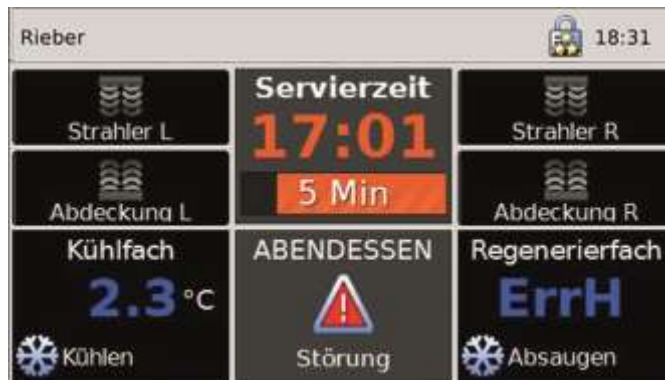 Rieber
18:31
Strahler L
Servierzeit
17:01
5 Min
Strahler R
Abdeckung L
Abdeckung R
Kühlfach
2.3 °C
Kühlen
ABENDESSEN
Störung
Regenerierfach
ErrH
Absaugen